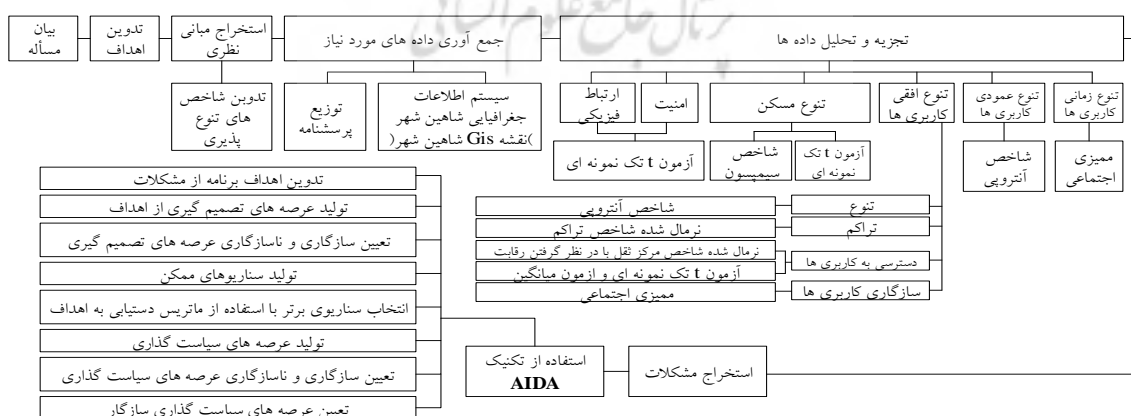 بیان
مسأله
تدوین
اهداف
استخراج مبانی
نظری
جمع آوری داده های مورد نیاز
تجزیه و تحلیل داده ها
پرتال جامع علوم انسانی
تدوین شاخص
های تنوع
پذیری
توزیع
پرسشنامه
سیستم اطلاعات
جغرافیایی شاهین شهر
)نقشه Gis شاهین شهر(
ارتباط
فیزیکی
امنیت
تنوع مسکن
تنوع افقی
کاربری ها
تنوع عمودی
کاربری ها
تنوع زمانی
کاربری ها
آزمون t تک نمونه ای
شاخص
سیمپسون
آزمون t تک
نمونه ای
شاخص
آنتروپی
ممیزی
اجتماعی
تنوع
شاخص آنتروپی
تراکم
نرمال شده شاخص تراکم
دسترسی به کاربری ها
نرمال شده شاخص مرکز ثقل با در نظر گرفتن رقابت
آزمون t تک نمونه ای و ازمون میانگین
سازگاری کاربری ها
ممیزی اجتماعی
استخراج مشکلات
استفاده از تکنیک
AIDA
تدوین اهداف برنامه از مشکلات
تولید عرصه های تصمیم گیری از اهداف
تعیین سازگاری و ناسازگاری عرصه های تصمیم گیری
تولید سناریوهای ممکن
انتخاب سناریوی برتر با استفاده از ماتریس دستیابی به اهداف
تولید عرصه های سیاست گذاری
تعیین سازگاری و ناسازگاری عرصه های سیاست گذاری
تعیین عرصه های سیاست گذاری سازگار